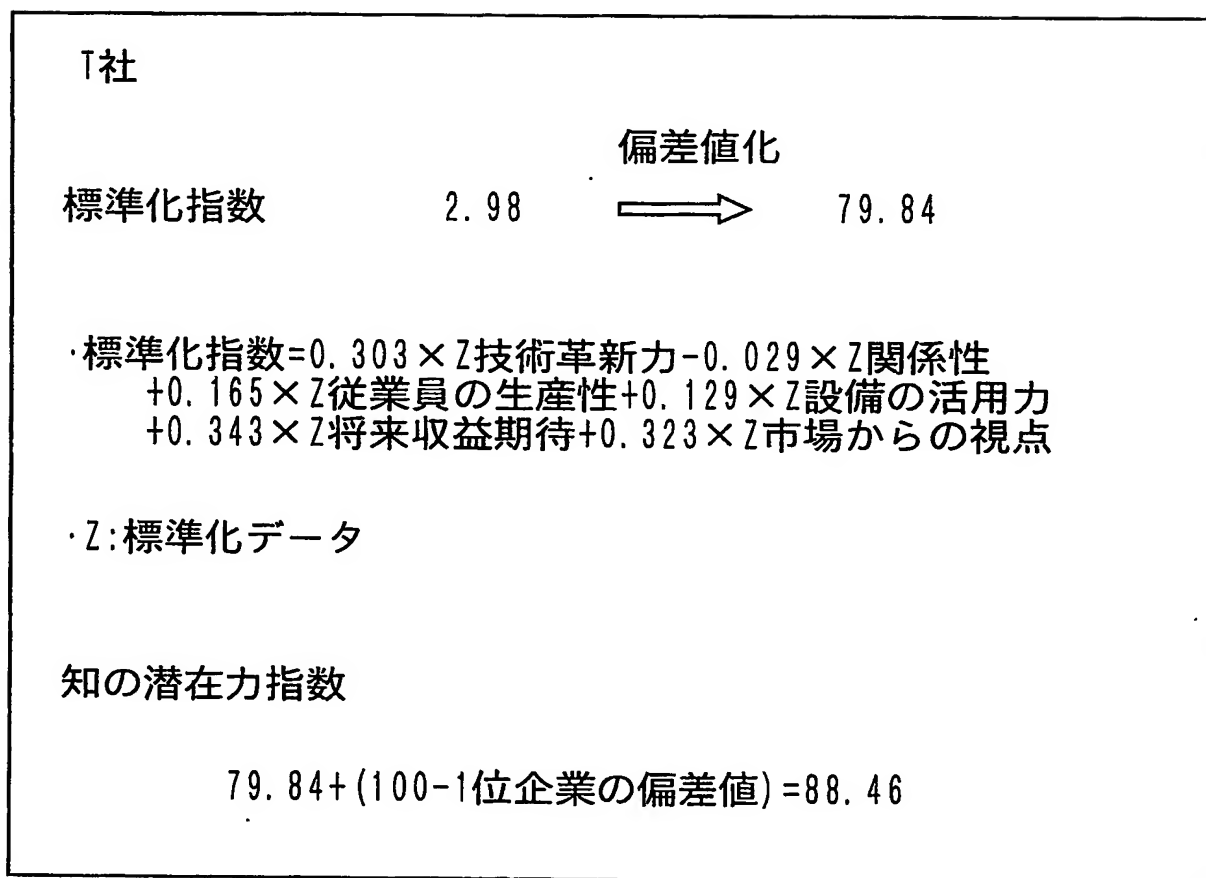 T社
偏差値化
標準化指数 2.98 ⟹ 79.84
・標準化指数=0.303×Z技術革新力-0.029×Z関係性
+0.165×Z従業員の生産性+0.129×Z設備の活用力
+0.343×Z将来収益期待+0.323×Z市場からの視点
・Z:標準化データ
知の潜在力指数
79.84+(100-1位企業の偏差値)=88.46